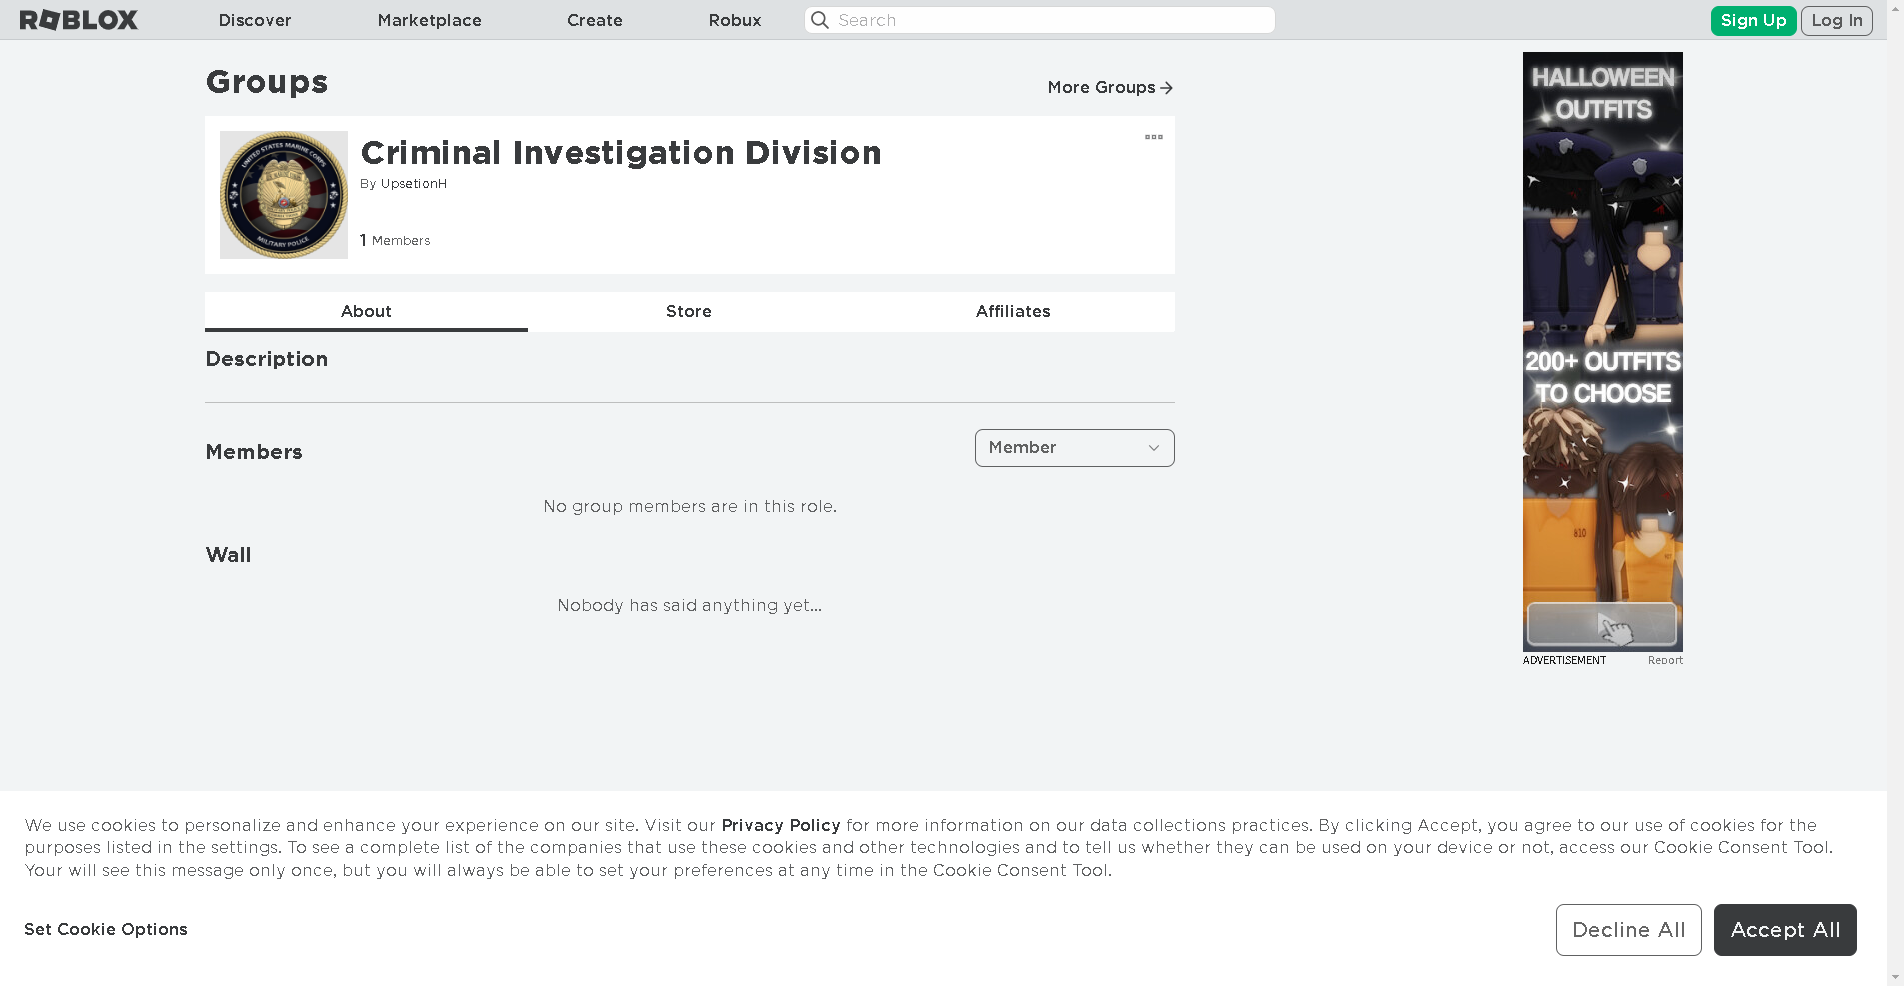 ROBLOX
Discover
Marketplace
Create
Robux
Search
Sign Up
Log In
Groups
More Groups
UNITED STATES MARINE CORPS
MILITARY POLICE
Criminal Investigation Division
By UpsetionH
1 Members
About
Store
Affiliates
Description
Members
Member
No group members are in this role.
Wall
Nobody has said anything yet...
HALLOWEEN
OUTFITS
200+ OUTFITS
TO CHOOSE
ADVERTISEMENT
Report
We use cookies to personalize and enhance your experience on our site. Visit our Privacy Policy for more information on our data collections practices. By clicking Accept, you agree to our use of cookies for the
purposes listed in the settings. To see a complete list of the companies that use these cookies and other technologies and to tell us whether they can be used on your device or not, access our Cookie Consent Tool.
Your will see this message only once, but you will always be able to set your preferences at any time in the Cookie Consent Tool.
Set Cookie Options
Decline All
Accept All